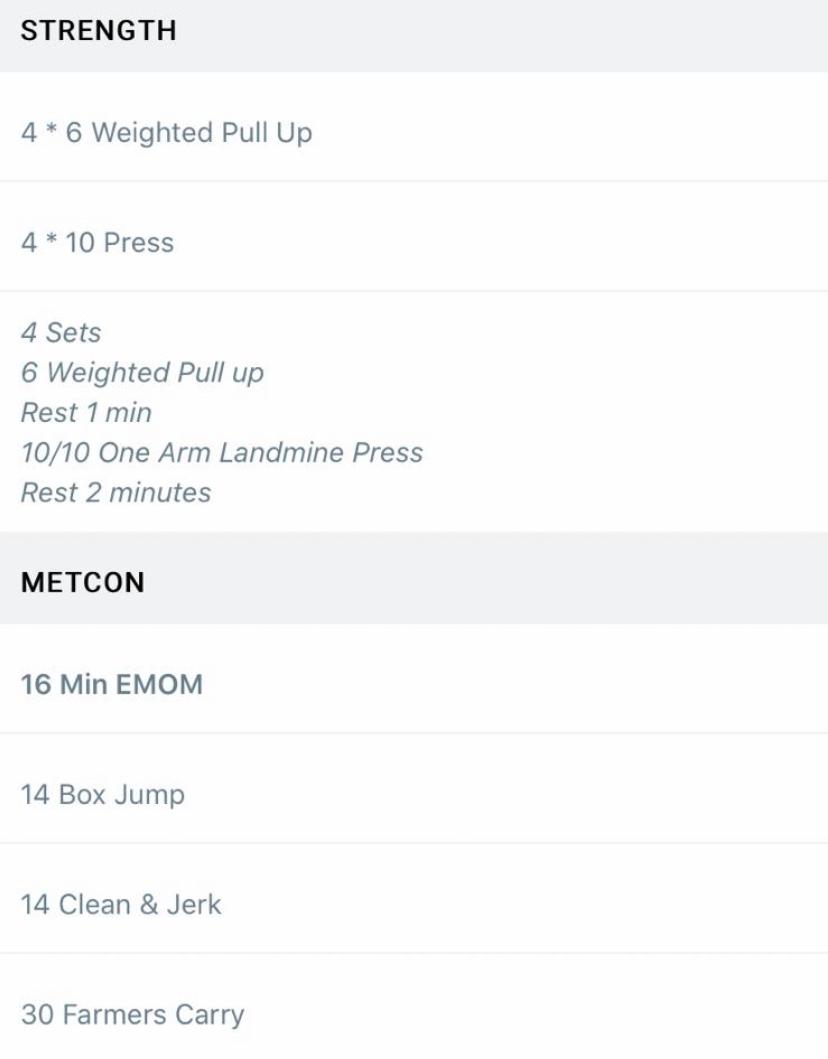 STRENGTH
4 * 6 Weighted Pull Up
4 * 10 Press
4 Sets
6 Weighted Pull up
Rest 1 min
10/10 One Arm Landmine Press
Rest 2 minutes
METCON
16 Min EMOM
14 Box Jump
14 Clean & Jerk
30 Farmers Carry